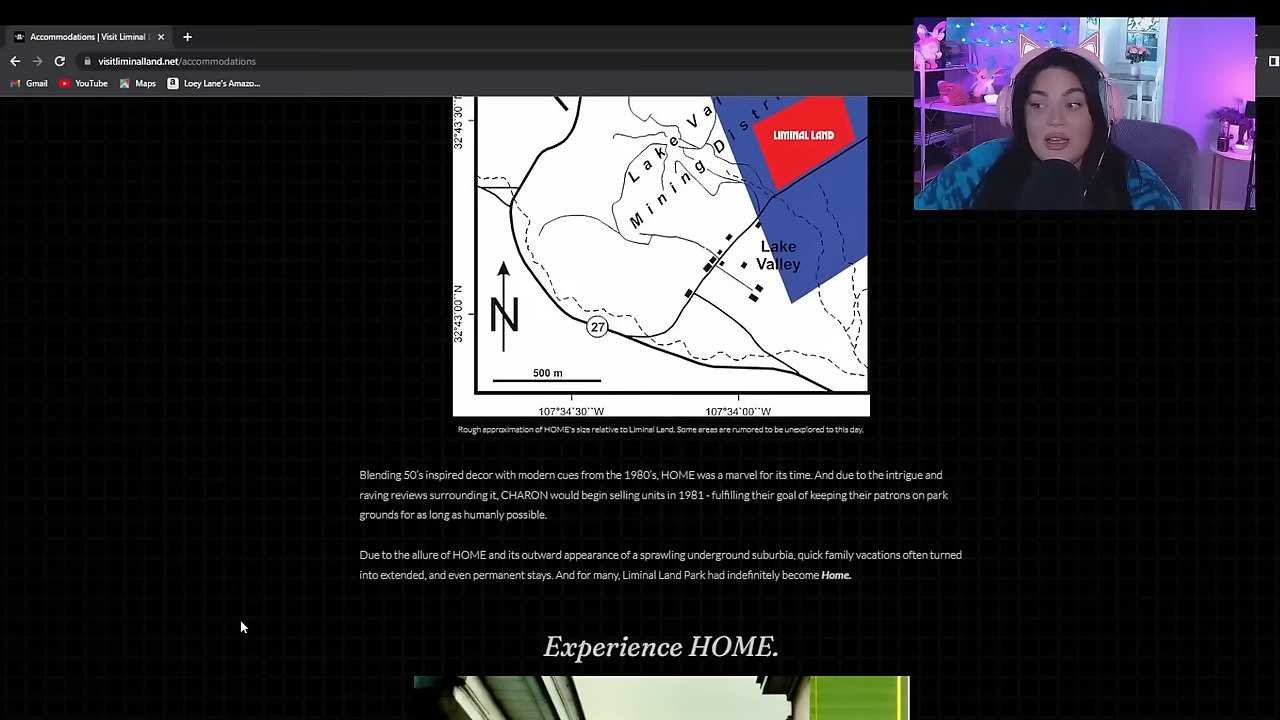 Accommodations | Visit Liminal L
visitliminalland.net/accommodations
Gmail
YouTube
Maps
Loey Lane's Amazo...
32°43'30"
Lake Val
Mining Distri
LIMINAL LAND
Lake
Valley
32°43'00"N
N
27
500 m
107°34'30"W
107°34'00"W
Rough approximation of HOME's size relative to Liminal Land. Some areas are rumored to be unexplored to this day.
Blending 50's inspired decor with modern cues from the 1980's, HOME was a marvel for its time. And due to the intrigue and
raving reviews surrounding it, CHARON would begin selling units in 1981 - fulfilling their goal of keeping their patrons on park
grounds for as long as humanly possible.
Due to the allure of HOME and its outward appearance of a sprawling underground suburbia, quick family vacations often turned
into extended, and even permanent stays. And for many, Liminal Land Park had indefinitely become Home.
Experience HOME.